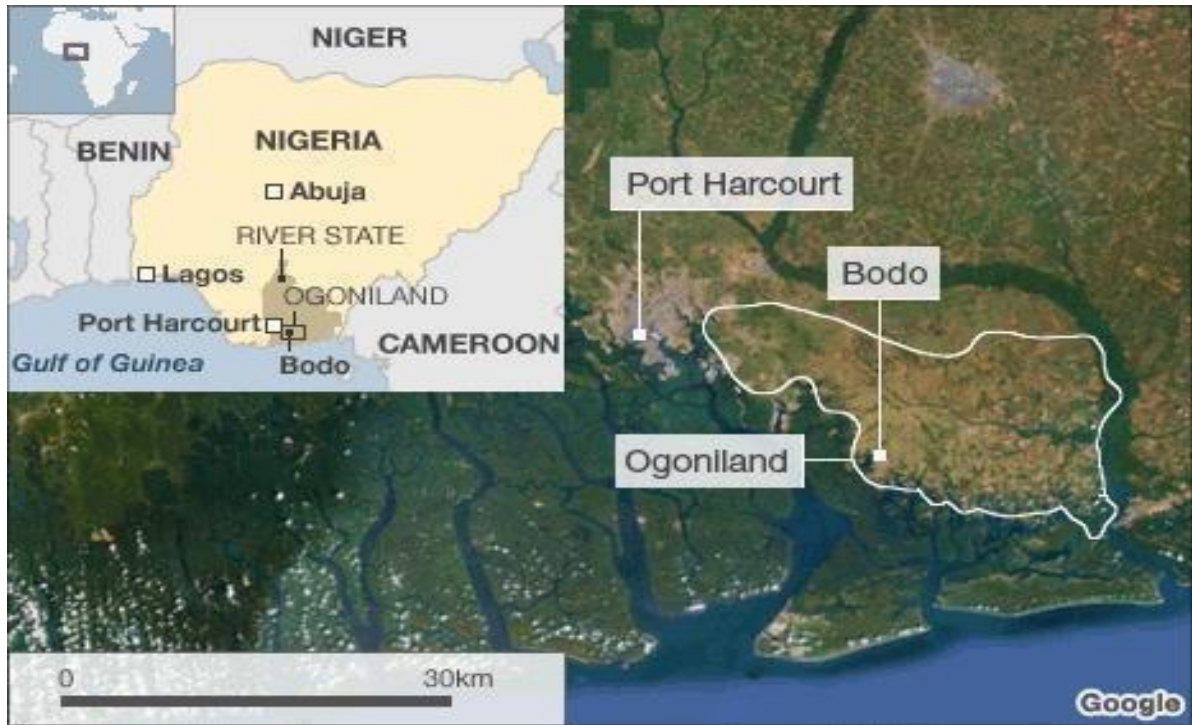 NIGER
BENIN
NIGERIA
Abuja
RIVER STATE
Lagos
OGONILAND
Port Harcourt
Gulf of Guinea
Bodo
CAMEROON
Port Harcourt
Bodo
Ogoniland
0 30km
Google